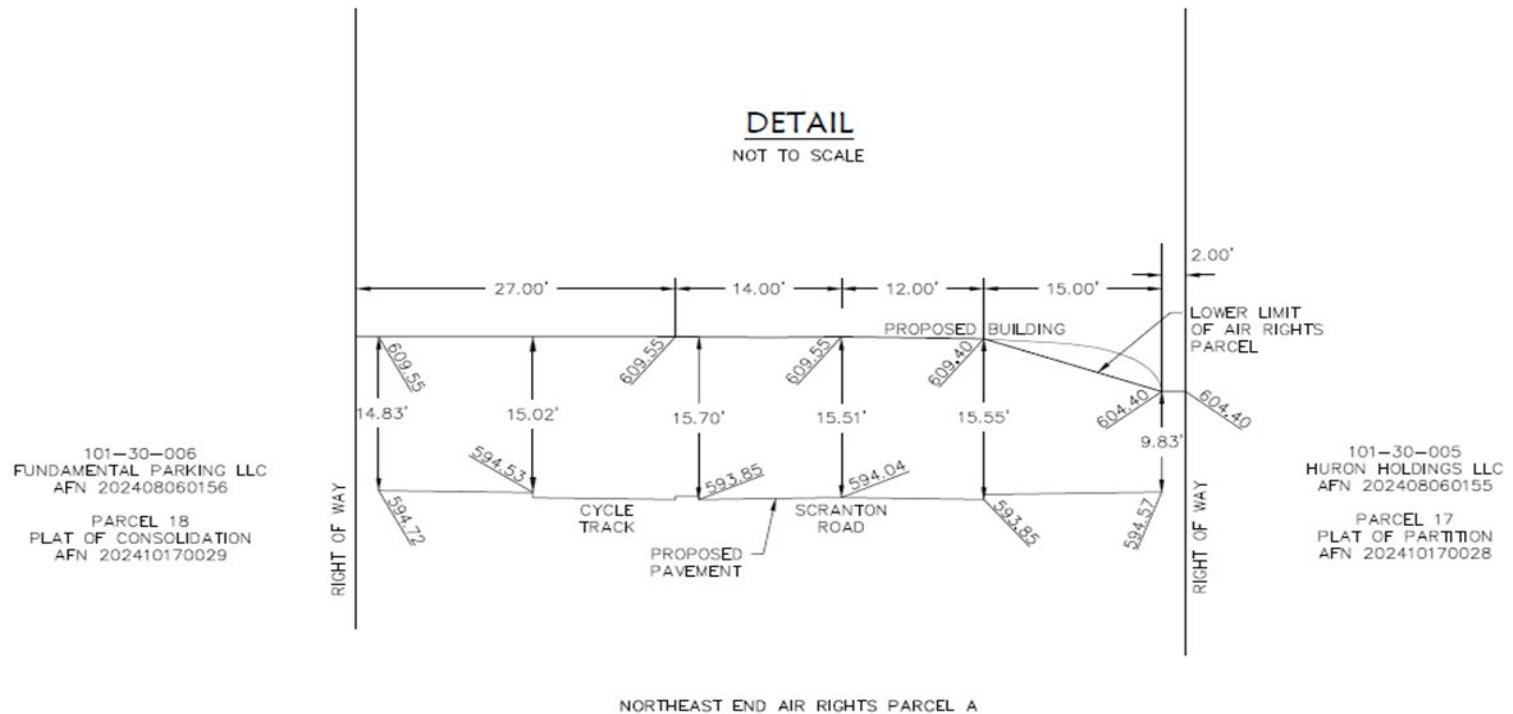 DETAIL
NOT TO SCALE
2.00'
27.00'
14.00'
12.00'
15.00'
LOWER LIMIT
OF AIR RIGHTS
PARCEL
PROPOSED BUILDING
609.55
609.55
609.55
609.40
604.40
604.40
14.83'
15.02'
15.70'
15.51'
15.55'
9.83'
594.72
594.53
593.85
594.04
593.85
594.57
CYCLE
TRACK
SCRANTON
ROAD
PROPOSED
PAVEMENT
101-30-006
FUNDAMENTAL PARKING LLC
AFN 202408060156
PARCEL 18
PLAT OF CONSOLIDATION
AFN 202410170029
RIGHT OF WAY
RIGHT OF WAY
101-30-005
HURON HOLDINGS LLC
AFN 202408060155
PARCEL 17
PLAT OF PARTITION
AFN 202410170028
NORTHEAST END AIR RIGHTS PARCEL A